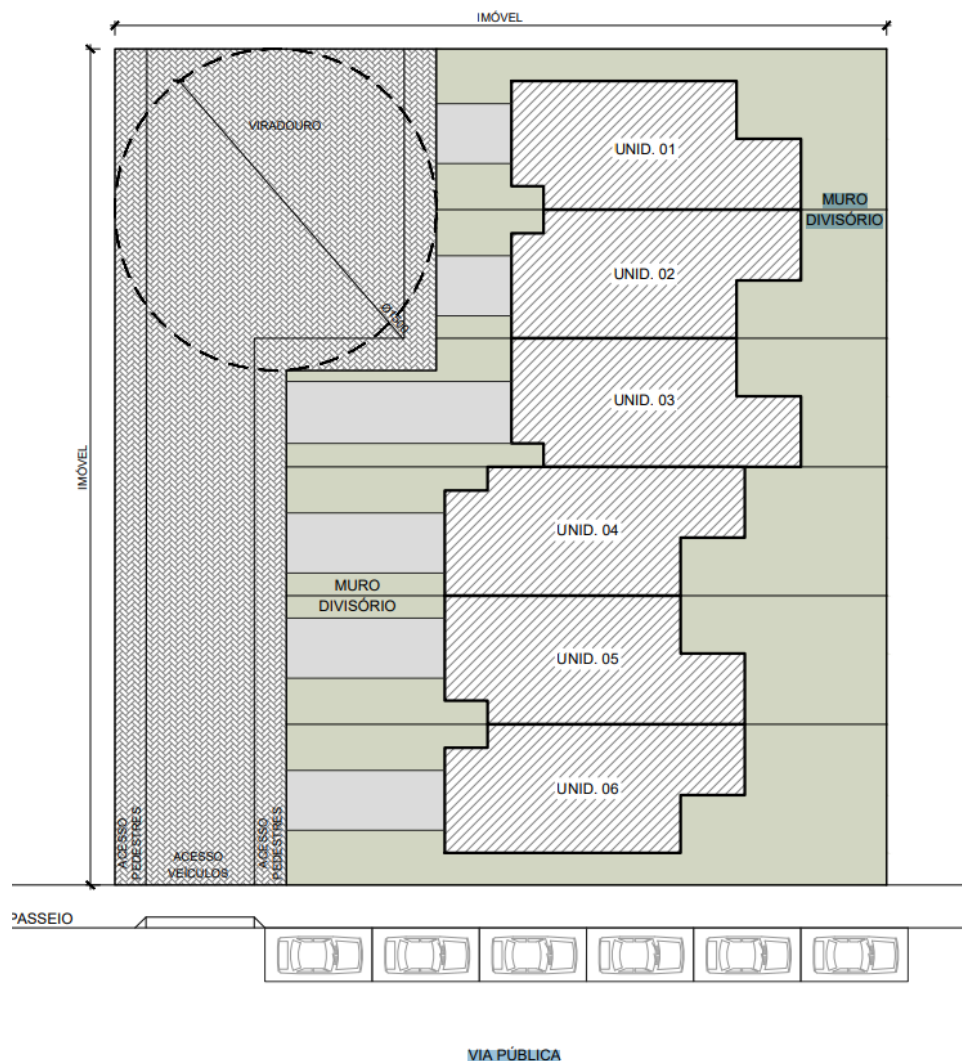 IMÓVEL
VIRADOURO
UNID. 01
MURO
DIVISÓRIO
UNID. 02
Ø1500
UNID. 03
IMÓVEL
UNID. 04
MURO
DIVISÓRIO
UNID. 05
UNID. 06
ACESSO
PEDESTRES
ACESSO
VEÍCULOS
ACESSO
PEDESTRES
PASSEIO
VIA PÚBLICA